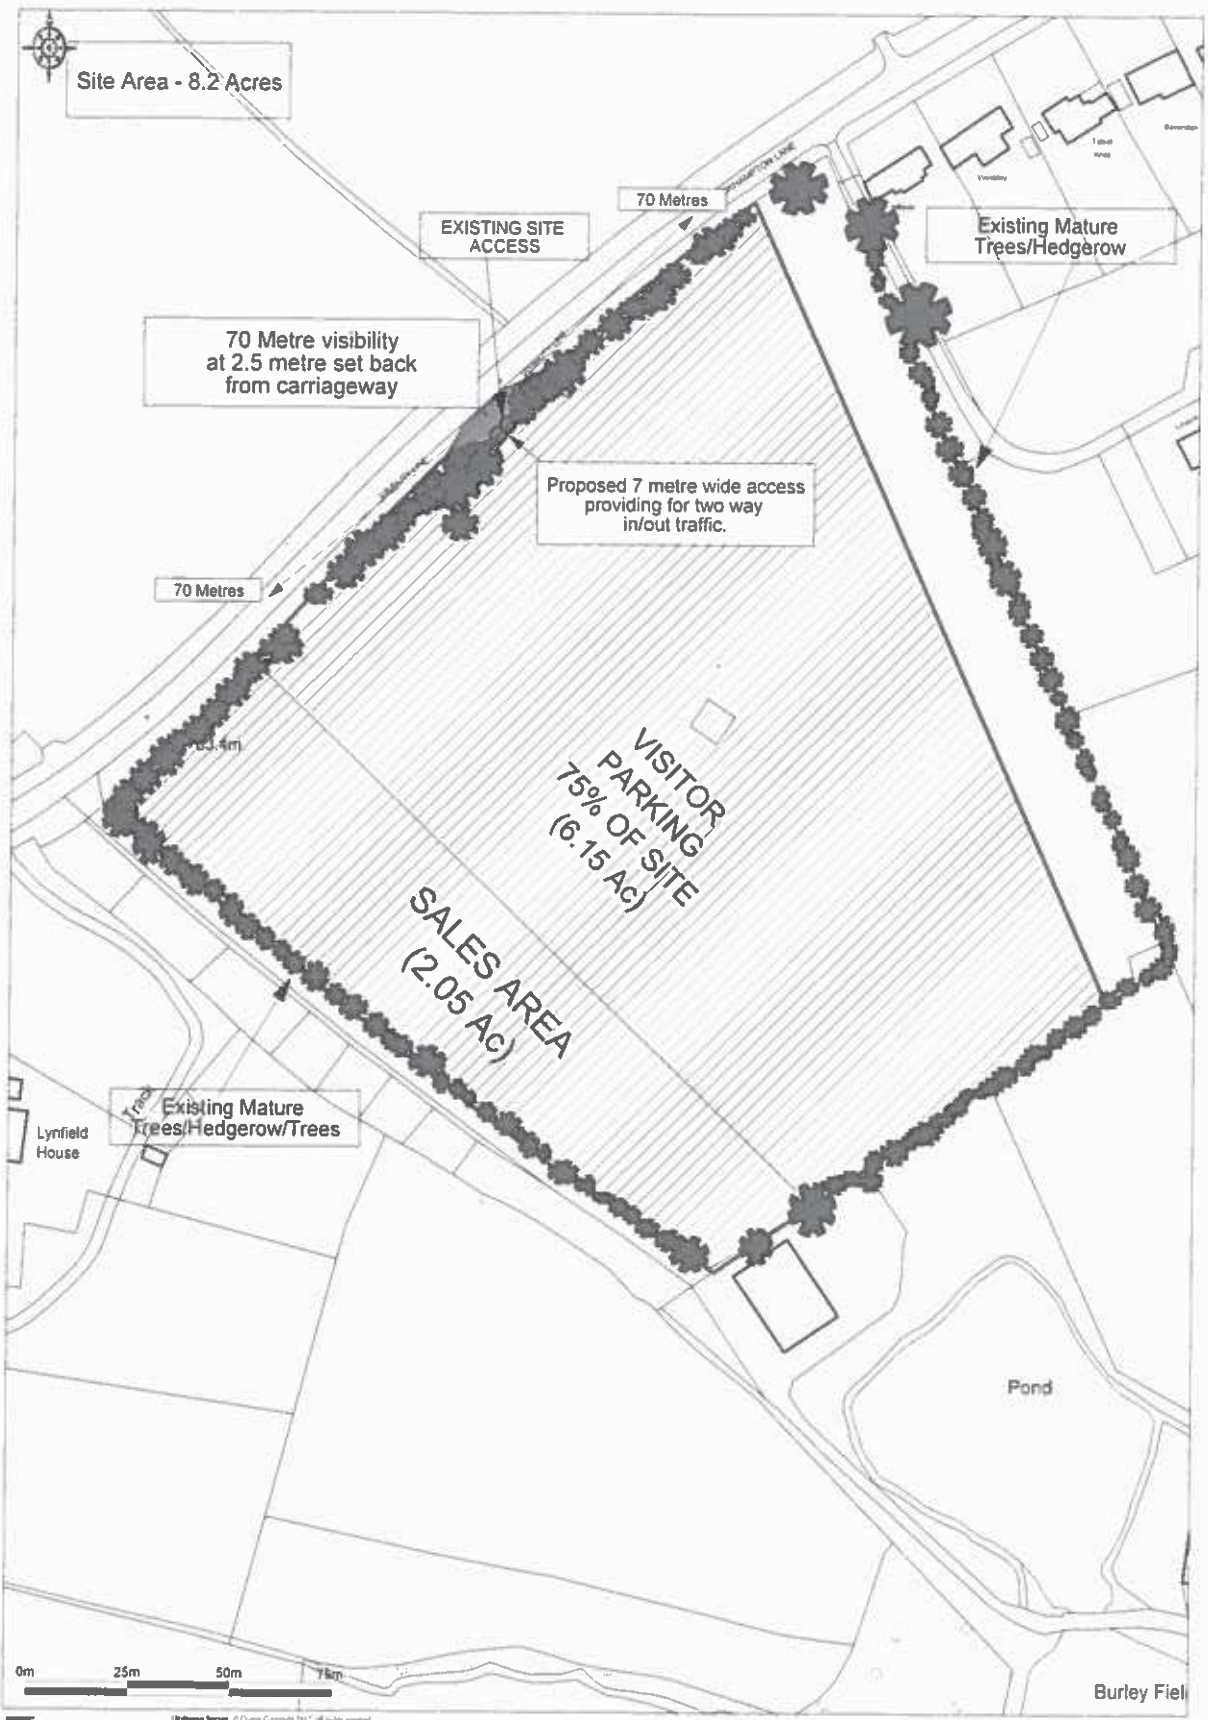 Site Area - 8.2 Acres
70 Metres
EXISTING SITE
ACCESS
Existing Mature
Trees/Hedgerow
70 Metre visibility
at 2.5 metre set back
from carriageway
Proposed 7 metre wide access
providing for two way
in/out traffic.
70 Metres
VISITOR
PARKING
75% OF SITE
(6.15 Ac)
SALES AREA
(2.05 Ac)
Track
Existing Mature
Trees/Hedgerow/Trees
Lynfield
House
Pond
0m 25m 50m 75m
Burley Fiel